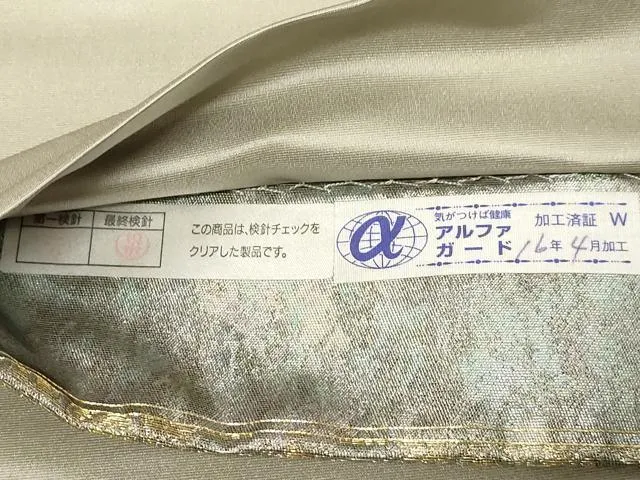 第一検針 最終検針
この商品は、検針チェックを
クリアした製品です。
α
気がつけば健康
アルファ
ガード
加工済証 W
16年4月加工